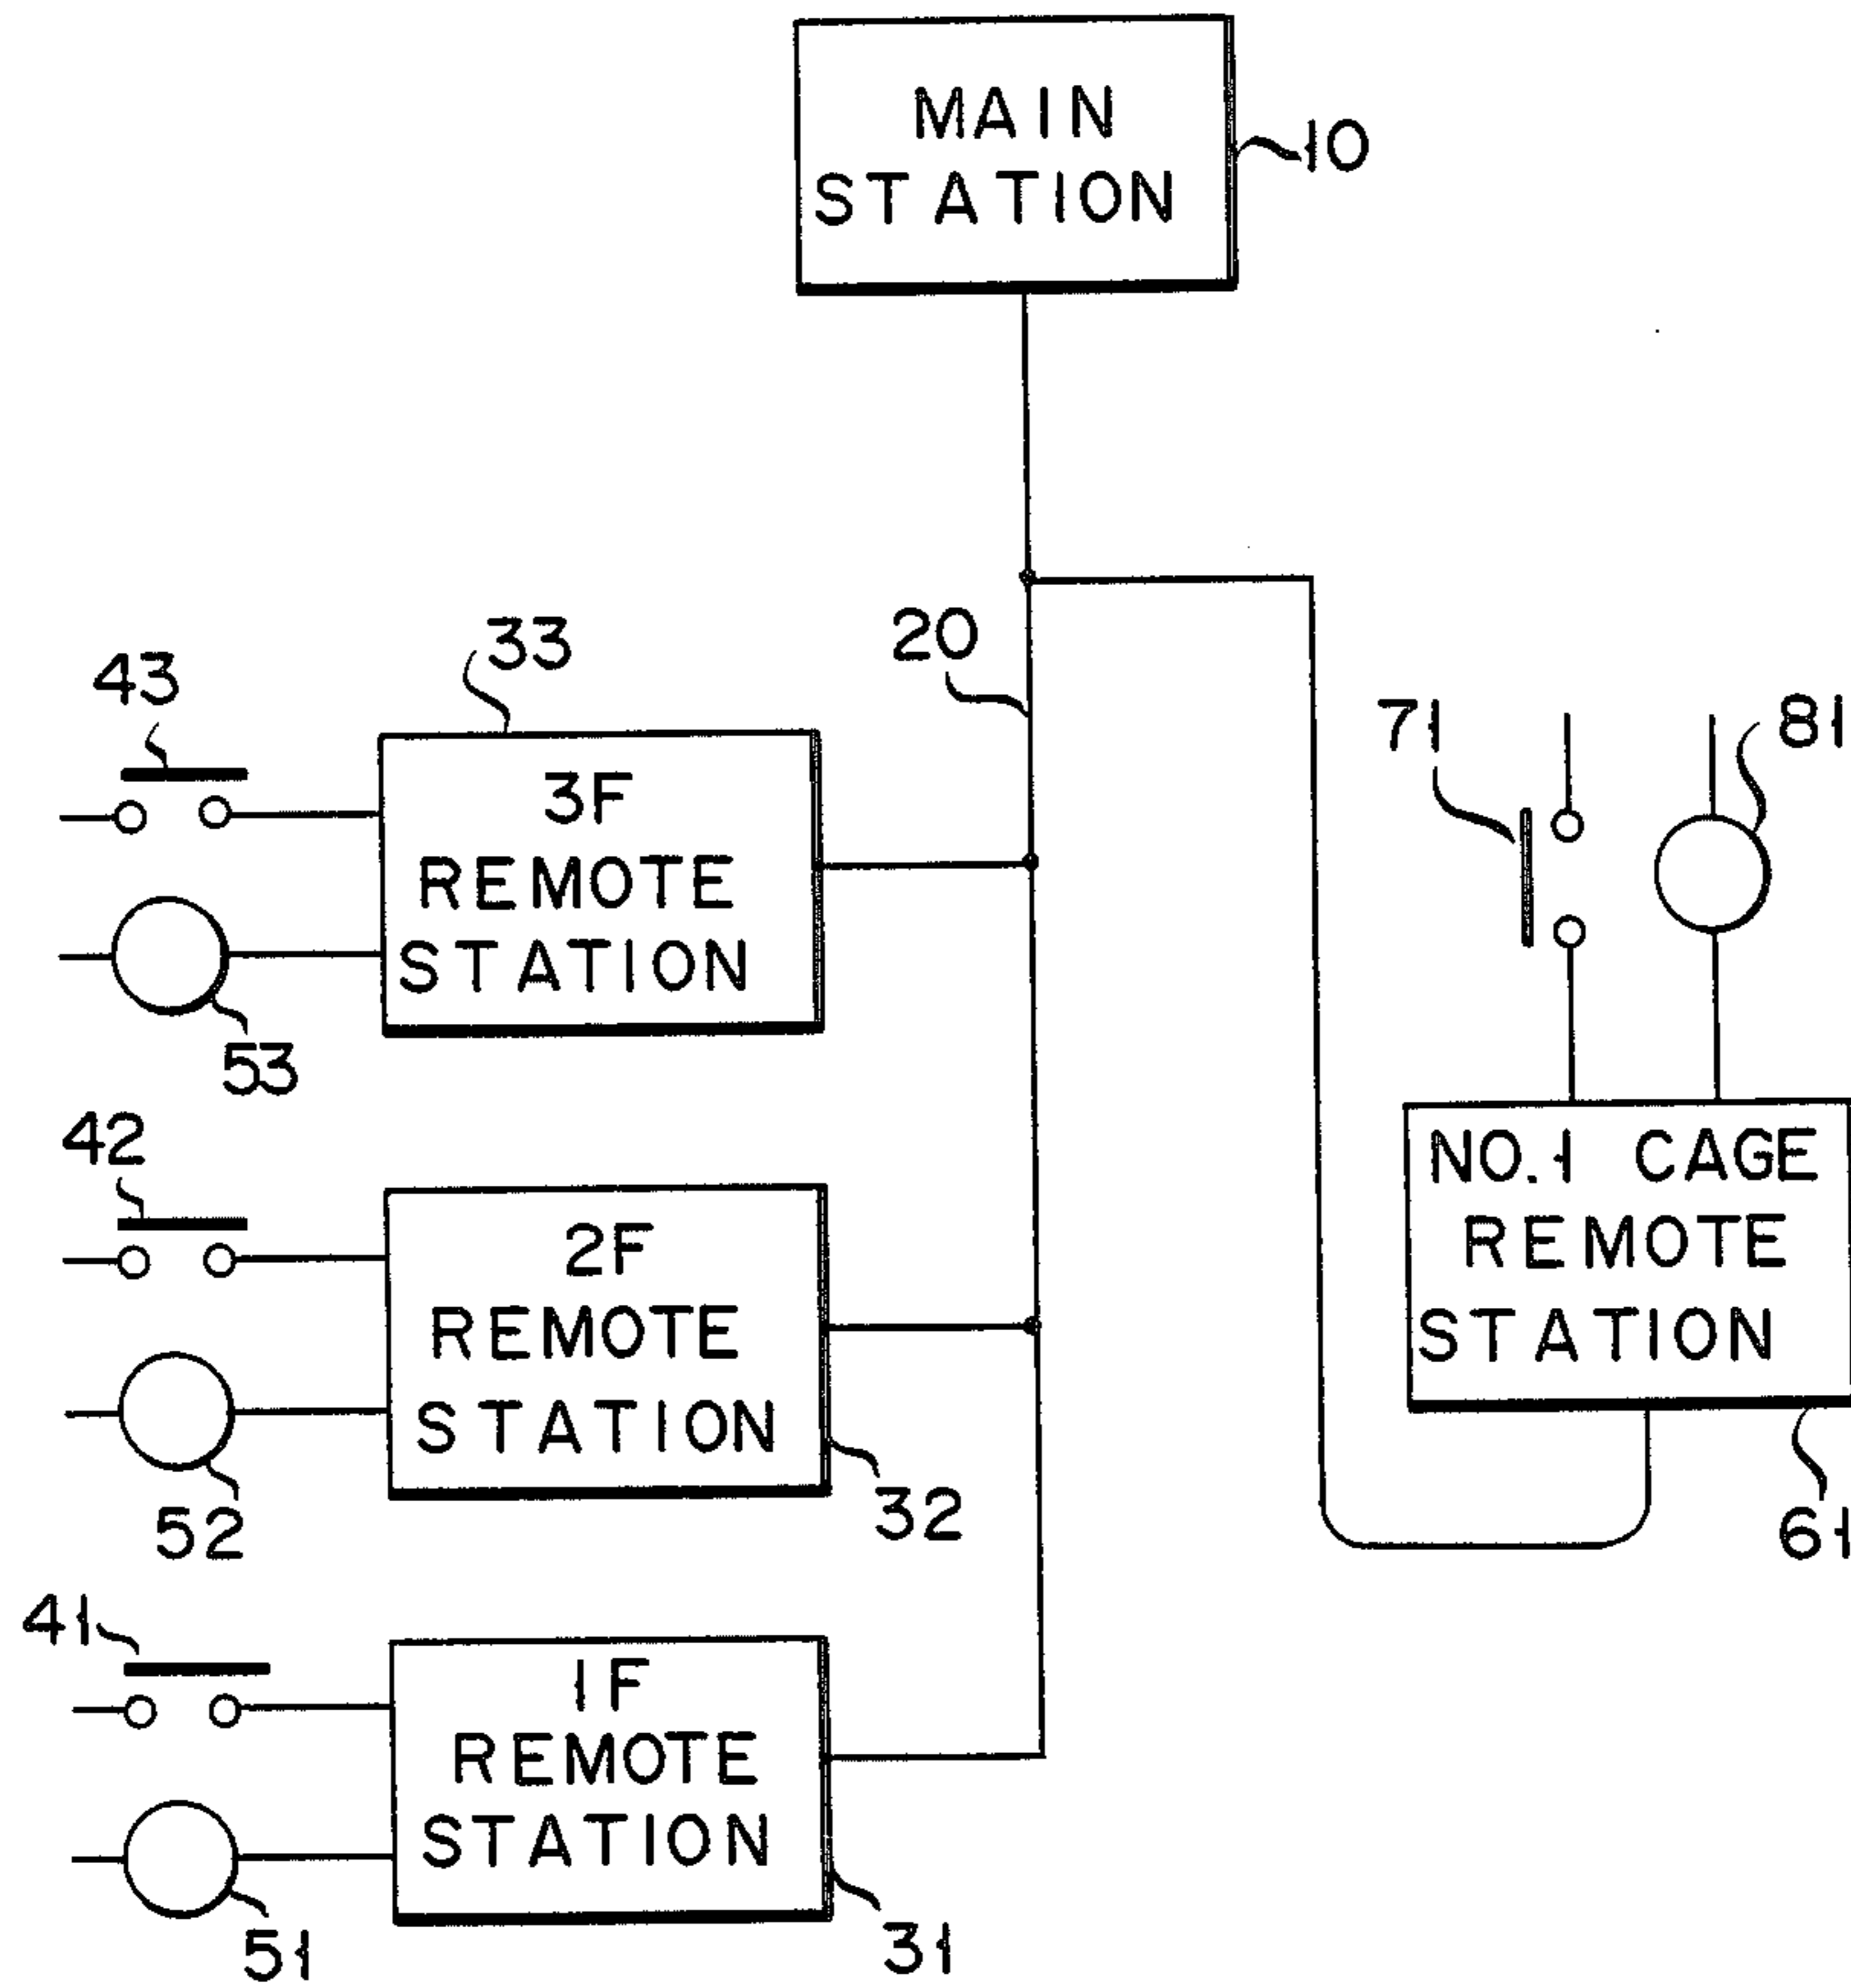 MAIN
STATION
10
20
33
43
3F
REMOTE
STATION
53
71
81
42
2F
REMOTE
STATION
52
32
NO.1 CAGE
REMOTE
STATION
61
41
1F
REMOTE
STATION
51
31